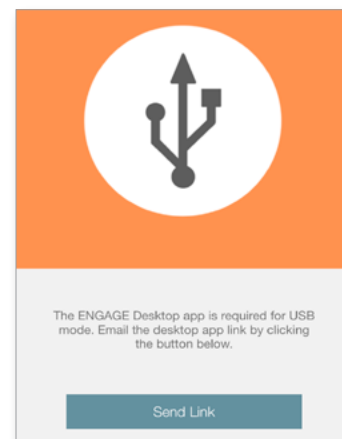 The ENGAGE Desktop app is required for USB
mode. Email the desktop app link by clicking
the button below.
Send Link